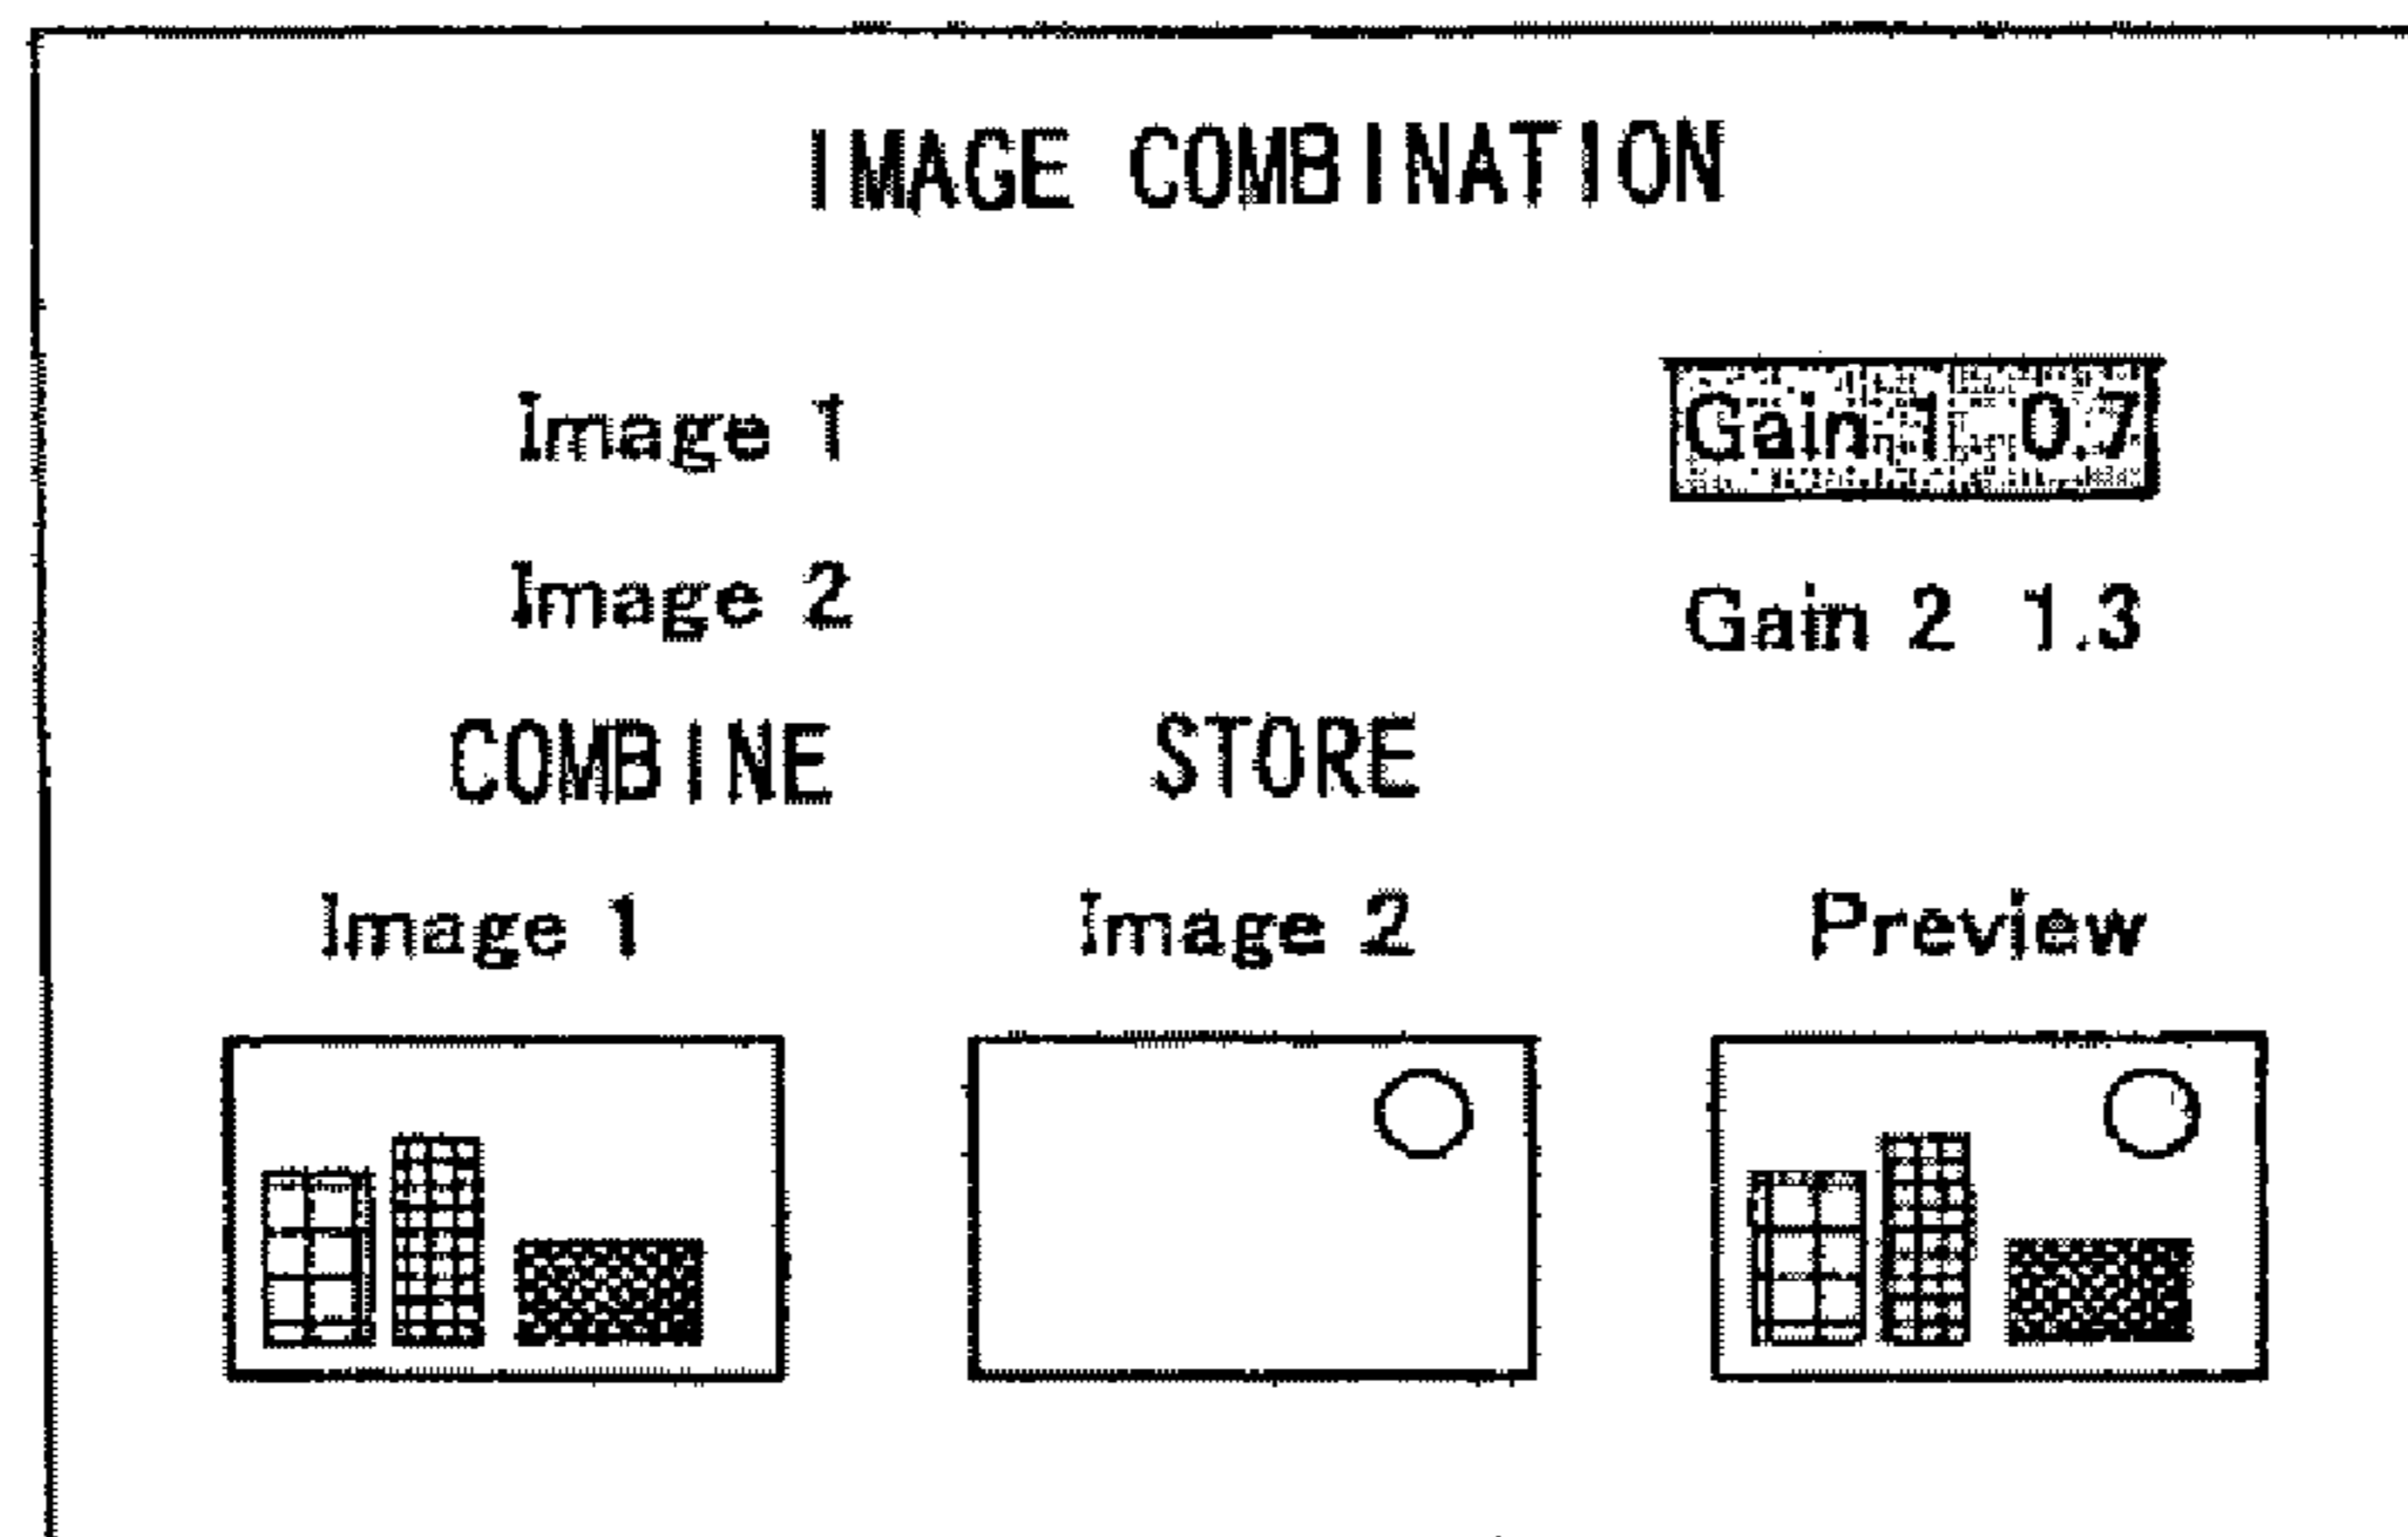 IMAGE COMBINATION
Image 1 Gain 1 0.7
Image 2 Gain 2 1.3
COMBINE STORE
Image 1 Image 2 Preview